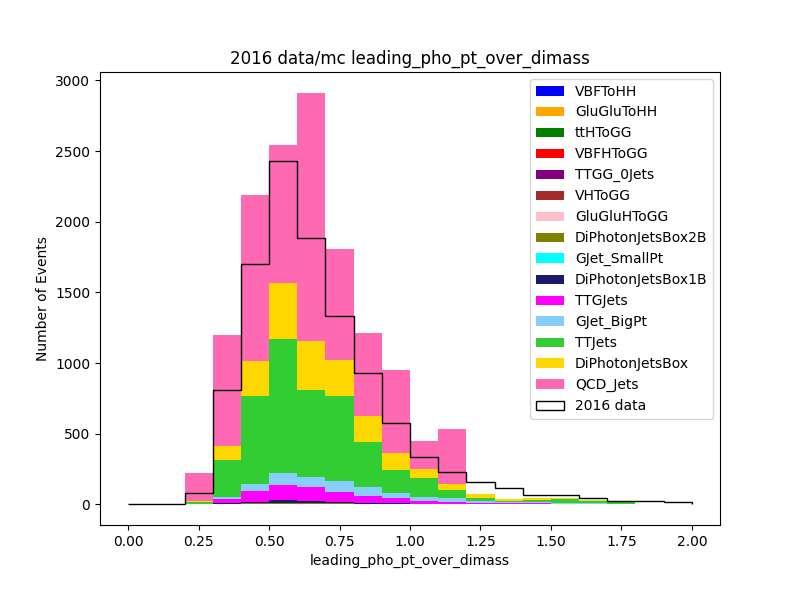 2016 data/mc leading_pho_pt_over_dimass
3000
2500
2000
1500
1000
500
0
Number of Events
0.00 0.25 0.50 0.75 1.00 1.25 1.50 1.75 2.00
leading_pho_pt_over_dimass
VBFToHH
GluGluToHH
ttHToGG
VBFHToGG
TTGG_0Jets
VHToGG
GluGluHToGG
DiPhotonJetsBox2B
GJet_SmallPt
DiPhotonJetsBox1B
TTGJets
GJet_BigPt
TTJets
DiPhotonJetsBox
QCD_Jets
2016 data